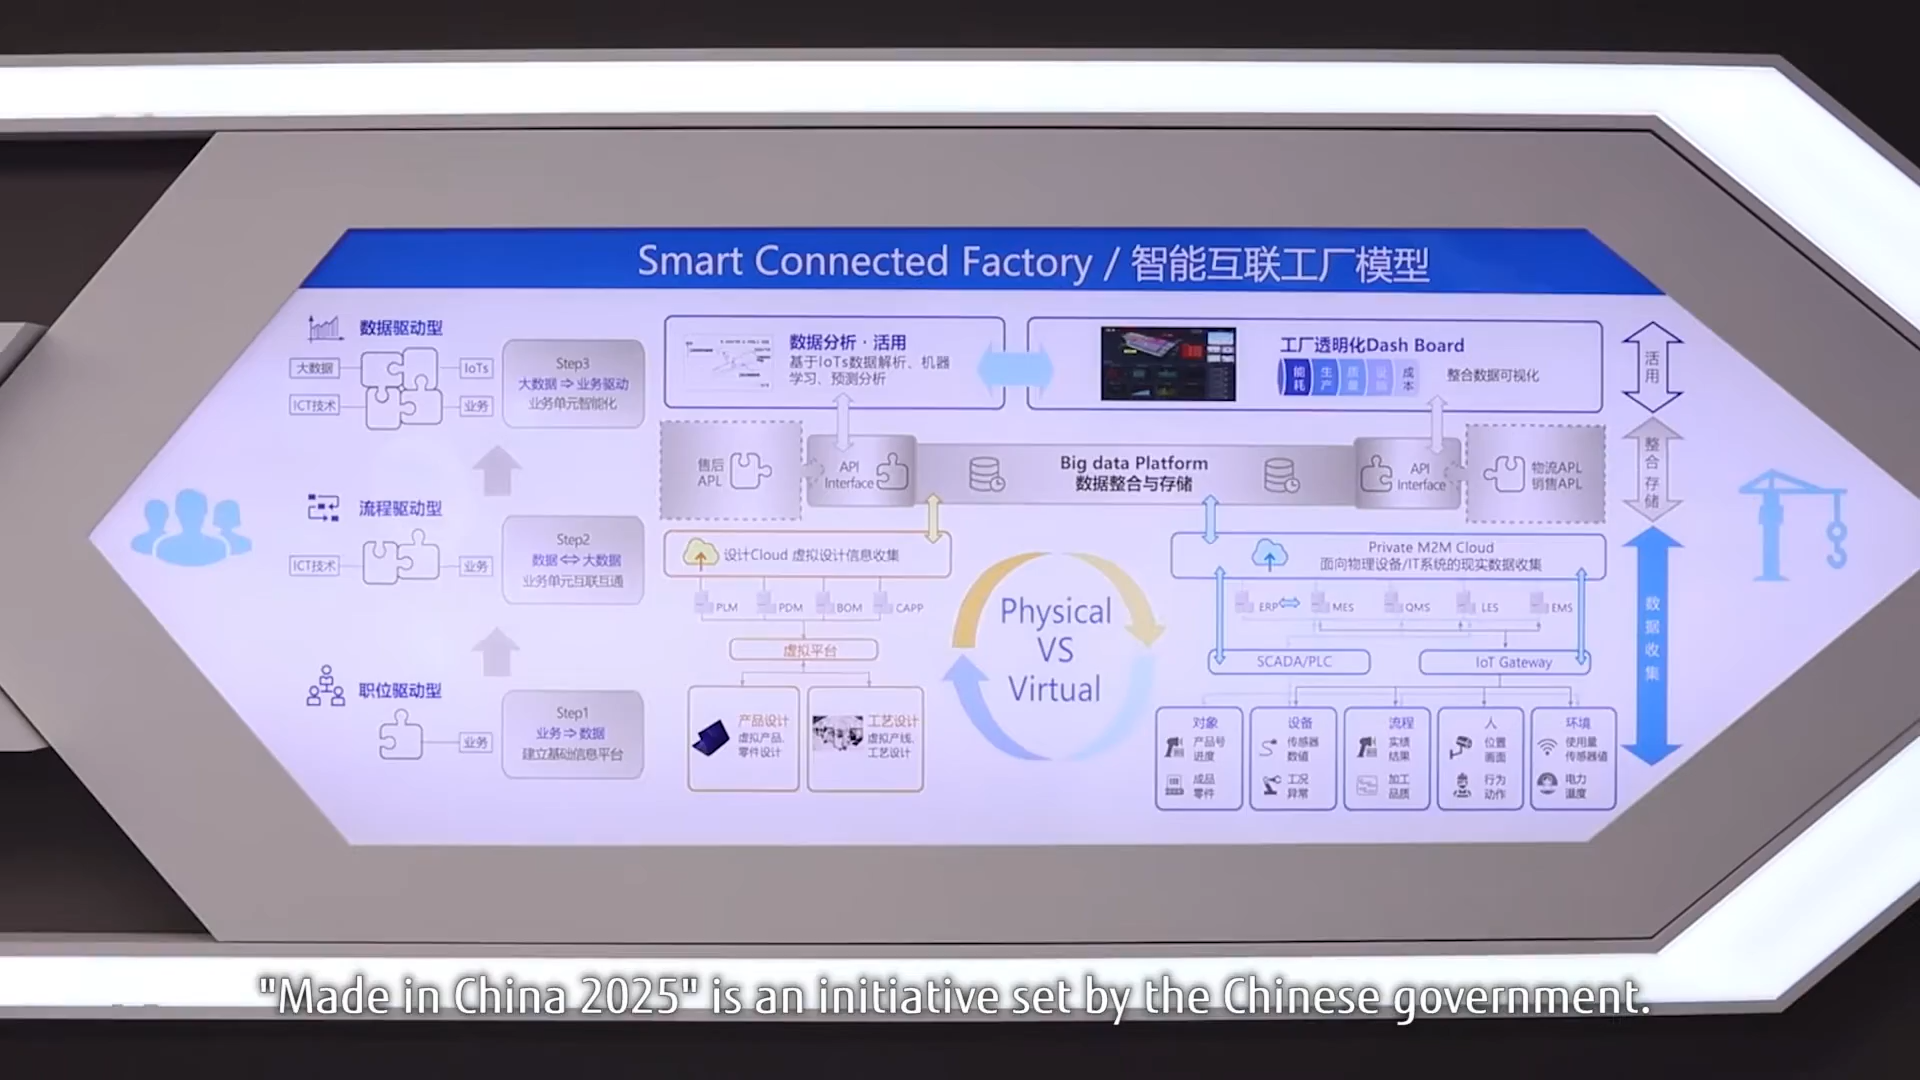 Smart Connected Factory / 智能互联工厂模型
数据驱动型
大数据
IoTs
ICT技术
业务
Step3
大数据 ⇒ 业务驱动
业务单元智能化
流程驱动型
ICT技术
业务
Step2
数据 ⇔ 大数据
业务单元互联互通
职位驱动型
业务
Step1
业务 ⇒ 数据
建立基础信息平台
数据分析·活用
基于IoTs数据解析、机器
学习、预测分析
工厂透明化Dash Board
能耗
生产
质量
设备
成本
整合数据可视化
售后
APL
API
Interface
Big data Platform
数据整合与存储
API
Interface
物流APL
销售APL
设计Cloud 虚拟设计信息收集
PLM
PDM
BOM
CAPP
虚拟平台
产品设计
虚拟产品、
零件设计
工艺设计
虚拟产线、
工艺设计
Physical
VS
Virtual
Private M2M Cloud
面向物理设备/IT系统的现实数据收集
ERP
MES
QMS
LES
EMS
SCADA/PLC
IoT Gateway
对象
产品号
进度
成品
零件
设备
传感器
数值
工况
异常
流程
实绩
结果
加工
品质
人
位置
画面
行为
动作
环境
使用量
传感器值
电力
温度
活用
整合存储
数据收集
"Made in China 2025" is an initiative set by the Chinese government.